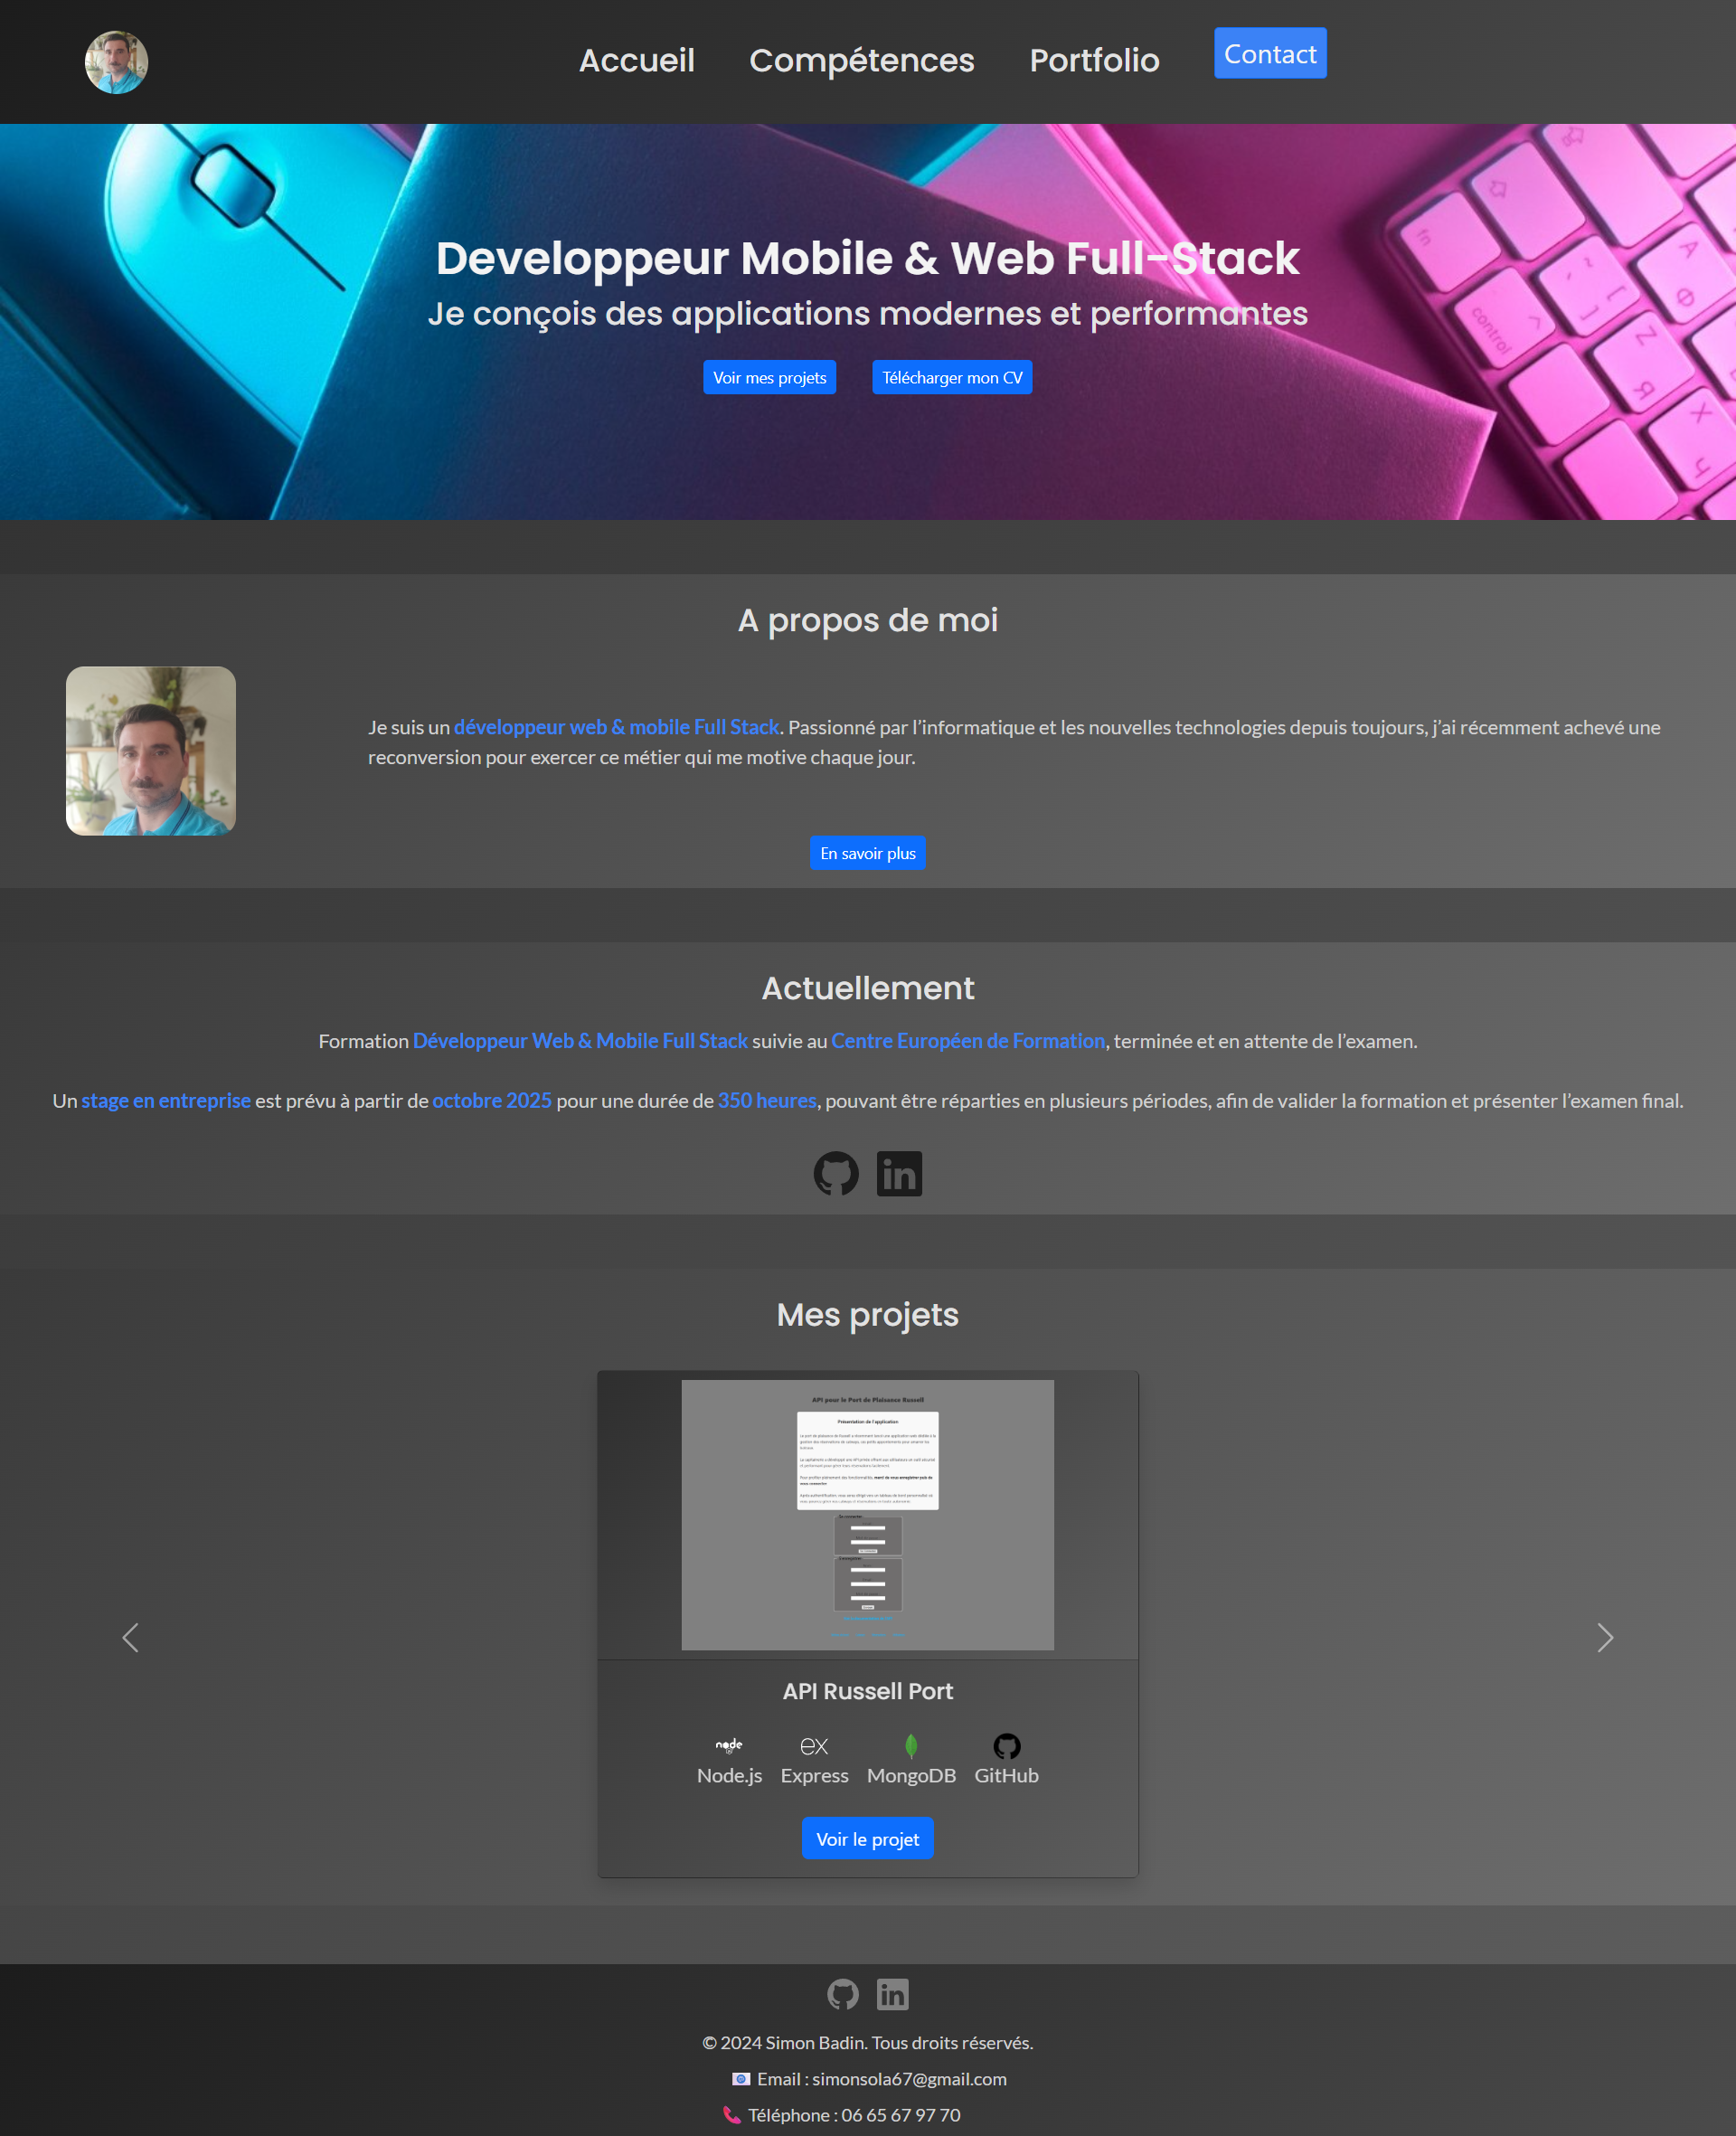 Accueil
Compétences
Portfolio
Contact
Developpeur Mobile & Web Full-Stack
Je conçois des applications modernes et performantes
Voir mes projets
Télécharger mon CV
A propos de moi
Je suis un développeur web & mobile Full Stack. Passionné par l’informatique et les nouvelles technologies depuis toujours, j’ai récemment achevé une
reconversion pour exercer ce métier qui me motive chaque jour.
En savoir plus
Actuellement
Formation Développeur Web & Mobile Full Stack suivie au Centre Européen de Formation, terminée et en attente de l’examen.
Un stage en entreprise est prévu à partir de octobre 2025 pour une durée de 350 heures, pouvant être réparties en plusieurs périodes, afin de valider la formation et présenter l’examen final.
Mes projets
API pour le Port de Plaisance Russell
Présentation de l'application
API Russell Port
Node.js
Express
MongoDB
GitHub
Voir le projet
© 2024 Simon Badin. Tous droits réservés.
Email : simonsola67@gmail.com
Téléphone : 06 65 67 97 70